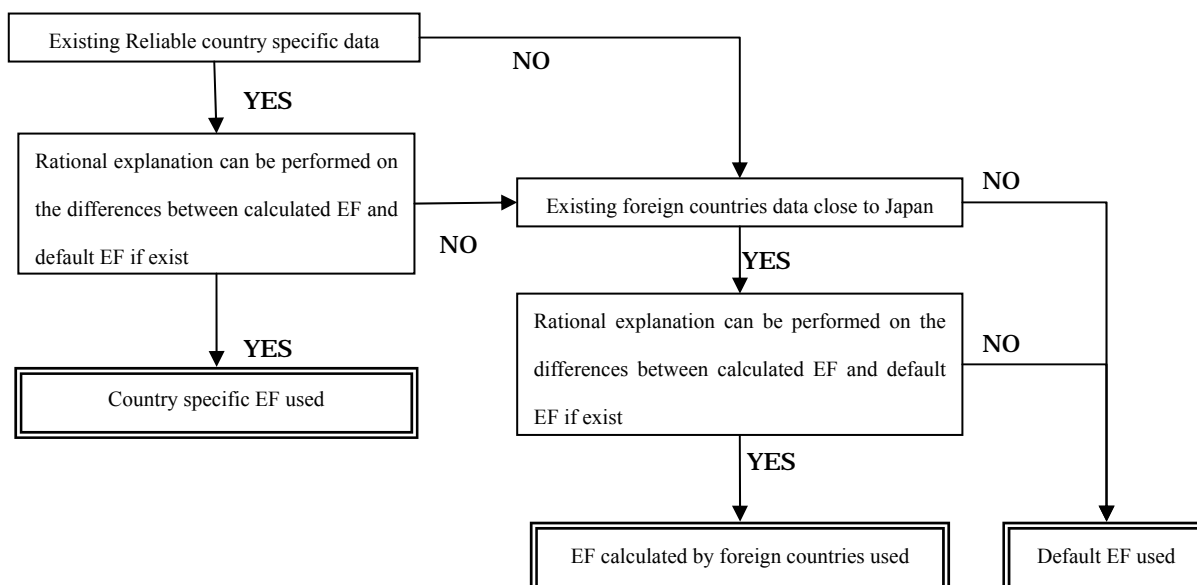 Existing Reliable country specific data
NO
YES
Rational explanation can be performed on
the differences between calculated EF and
default EF if exist
NO
Existing foreign countries data close to Japan
NO
YES
YES
Rational explanation can be performed on the
differences between calculated EF and default
EF if exist
NO
Country specific EF used
YES
EF calculated by foreign countries used
Default EF used